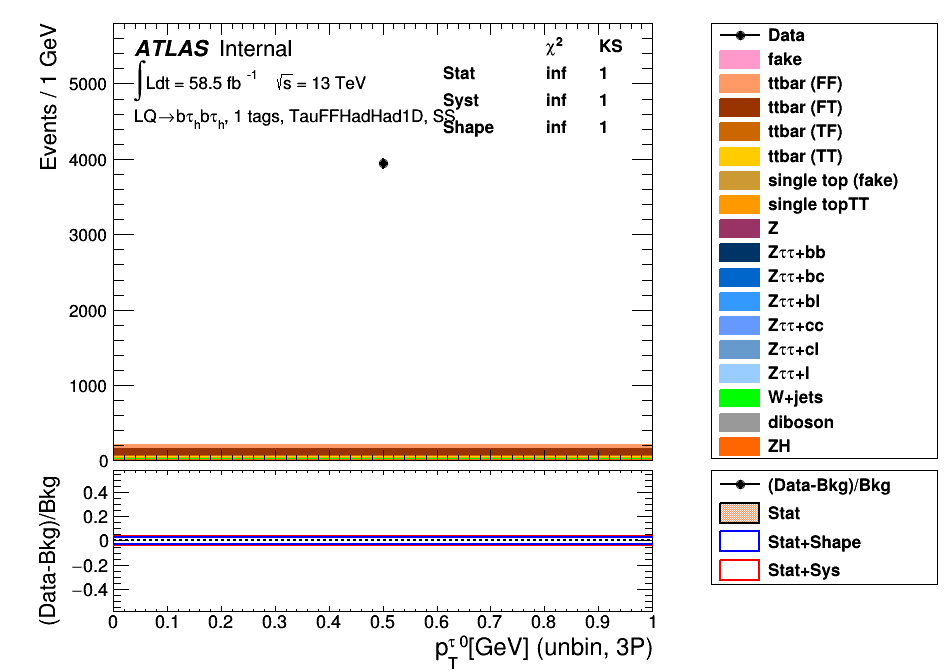 Events / 1 GeV
5000
4000
3000
2000
1000
0
ATLAS Internal
∫Ldt = 58.5 fb⁻¹ √s = 13 TeV
LQ→bτₕbτₕ, 1 tags, TauFFHadHad1D, SS,
χ² KS
Stat inf 1
Syst inf 1
Shape inf 1
Data
fake
ttbar (FF)
ttbar (FT)
ttbar (TF)
ttbar (TT)
single top (fake)
single topTT
Z
Zττ+bb
Zττ+bc
Zττ+bl
Zττ+cc
Zττ+cl
Zττ+l
W+jets
diboson
ZH
(Data-Bkg)/Bkg
0.4
0.2
0
−0.2
−0.4
0 0.1 0.2 0.3 0.4 0.5 0.6 0.7 0.8 0.9 1
p_T^{τ 0}[GeV] (unbin, 3P)
(Data-Bkg)/Bkg
Stat
Stat+Shape
Stat+Sys